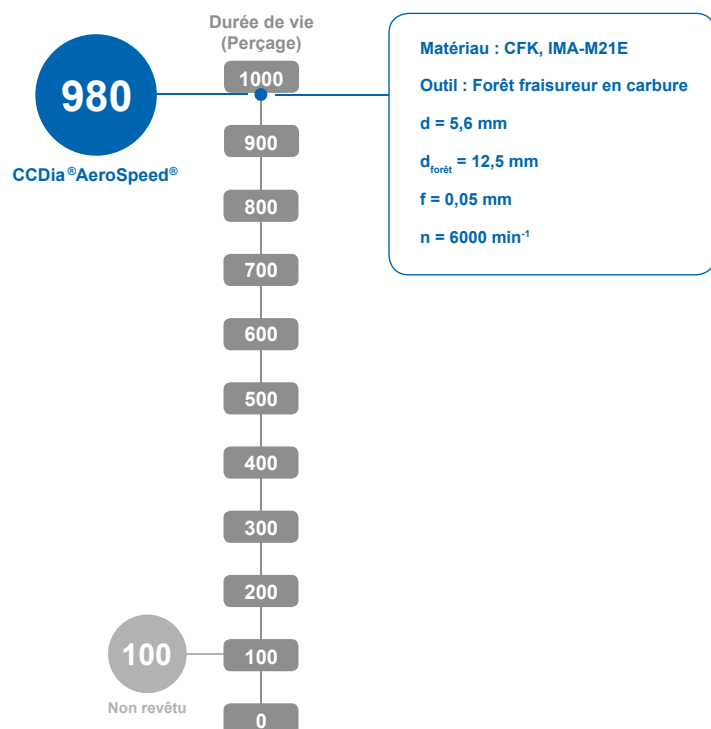 Durée de vie
(Perçage)
980
CCDia®AeroSpeed®
1000
900
800
700
600
500
400
300
200
100
0
100
Non revêtu
Matériau : CFK, IMA-M21E
Outil : Forêt fraisureur en carbure
d = 5,6 mm
d_forêt = 12,5 mm
f = 0,05 mm
n = 6000 min⁻¹